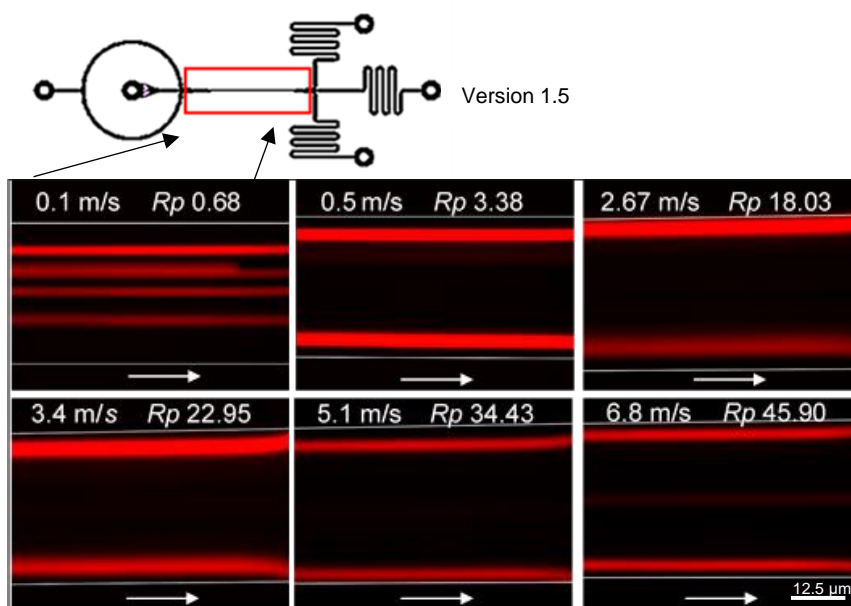 Version 1.5
0.1 m/s Rp 0.68
0.5 m/s Rp 3.38
2.67 m/s Rp 18.03
3.4 m/s Rp 22.95
5.1 m/s Rp 34.43
6.8 m/s Rp 45.90
12.5 µm